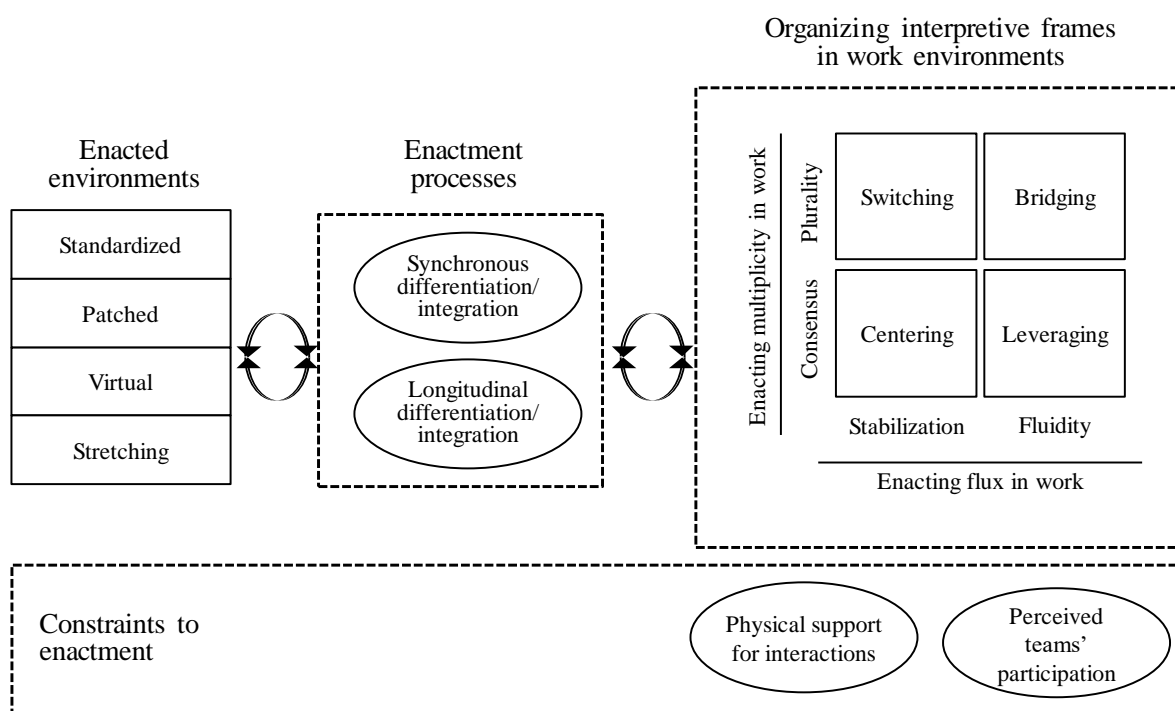 Organizing interpretive frames
in work environments
Enacted
environments
Standardized
Patched
Virtual
Stretching
Enactment
processes
Synchronous
differentiation/
integration
Longitudinal
differentiation/
integration
Enacting multiplicity in work
Plurality
Consensus
Switching
Bridging
Centering
Leveraging
Stabilization
Fluidity
Enacting flux in work
Constraints to
enactment
Physical support
for interactions
Perceived
teams’
participation